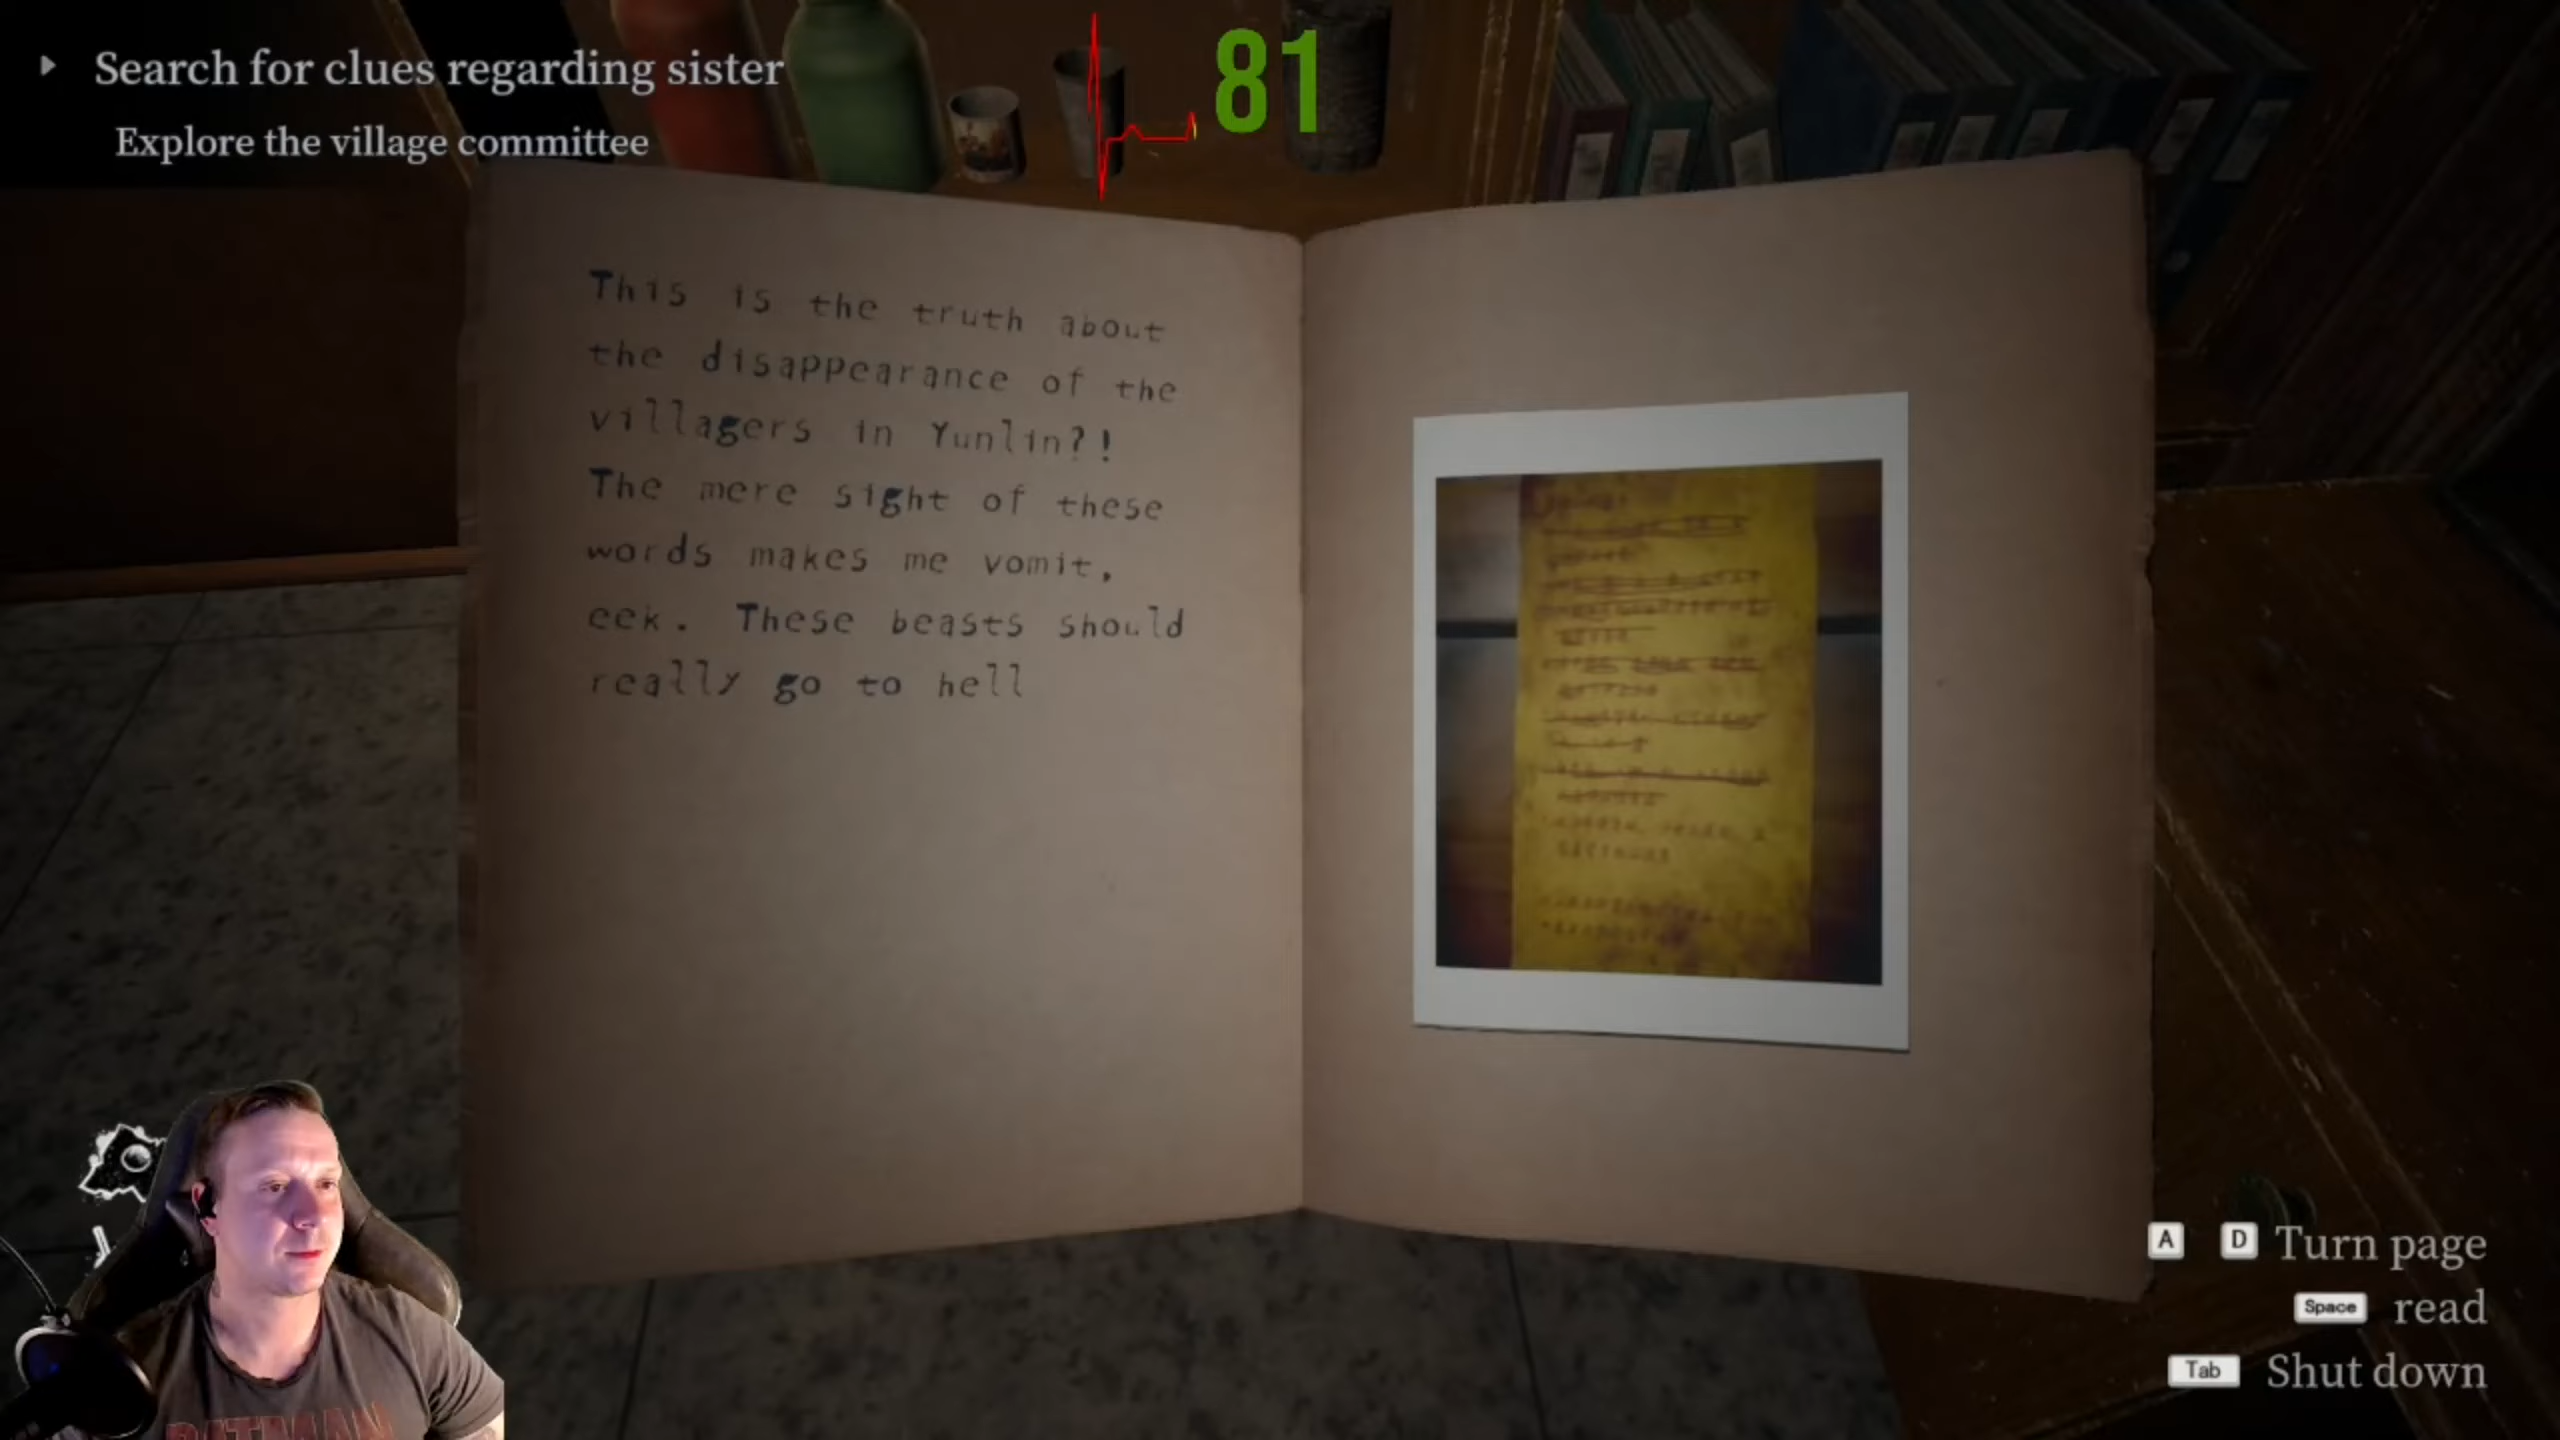 Search for clues regarding sister
Explore the village committee
81
This is the truth about
the disappearance of the
villagers in Yunlin?!
The mere sight of these
words makes me vomit,
eek. These beasts should
really go to hell
A D Turn page
Space read
Tab Shut down
BATMAN